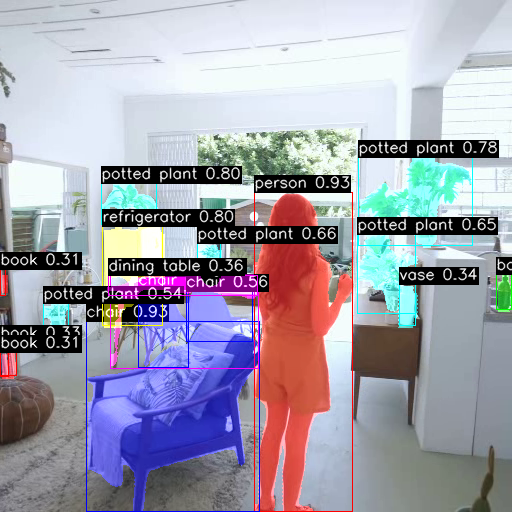 potted plant 0.78
potted plant 0.80
person 0.93
refrigerator 0.80
potted plant 0.65
potted plant 0.66
book 0.31
dining table 0.36
vase 0.34
chair
chair 0.56
potted plant 0.54
chair 0.93
book 0.33
book 0.31